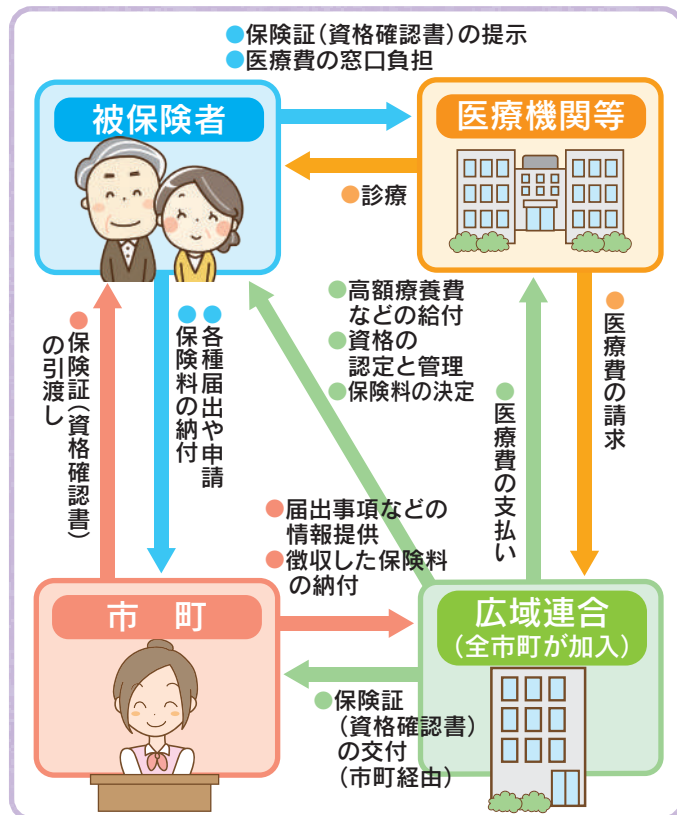 ●保険証（資格確認書）の提示
●医療費の窓口負担
被保険者
医療機関等
●診療
●高額療養費
などの給付
●資格の
認定と管理
●保険料の決定
●医療費の請求
●医療費の支払い
●各種届出や申請
●保険料の納付
●保険証（資格確認書）
の引渡し
●届出事項などの
情報提供
●徴収した保険料
の納付
市　町
広域連合
（全市町が加入）
●保険証
（資格確認書）
の交付
（市町経由）